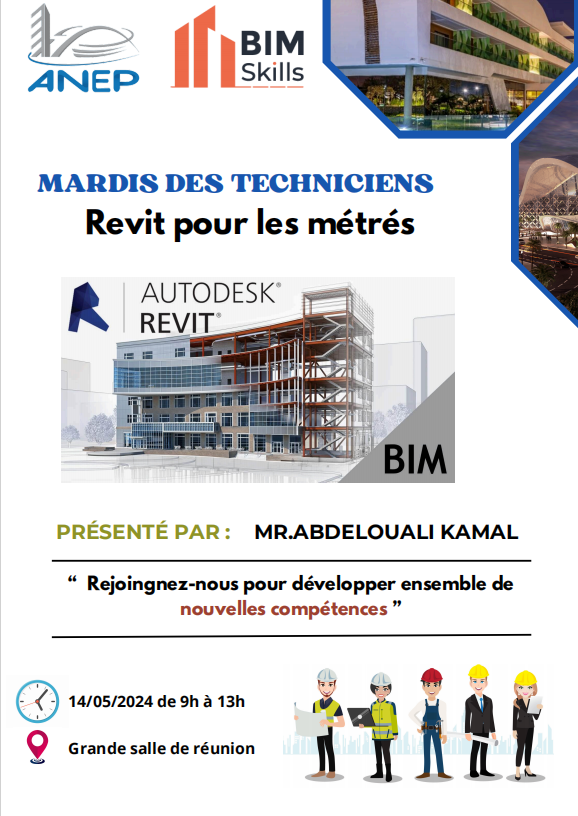 ANEP
BIM
Skills
MARDIS DES TECHNICIENS
Revit pour les métrés
AUTODESK®
REVIT®
BIM
PRÉSENTÉ PAR : MR.ABDELOUALI KAMAL
“ Rejoingnez-nous pour développer ensemble de
nouvelles compétences ”
14/05/2024 de 9h à 13h
Grande salle de réunion